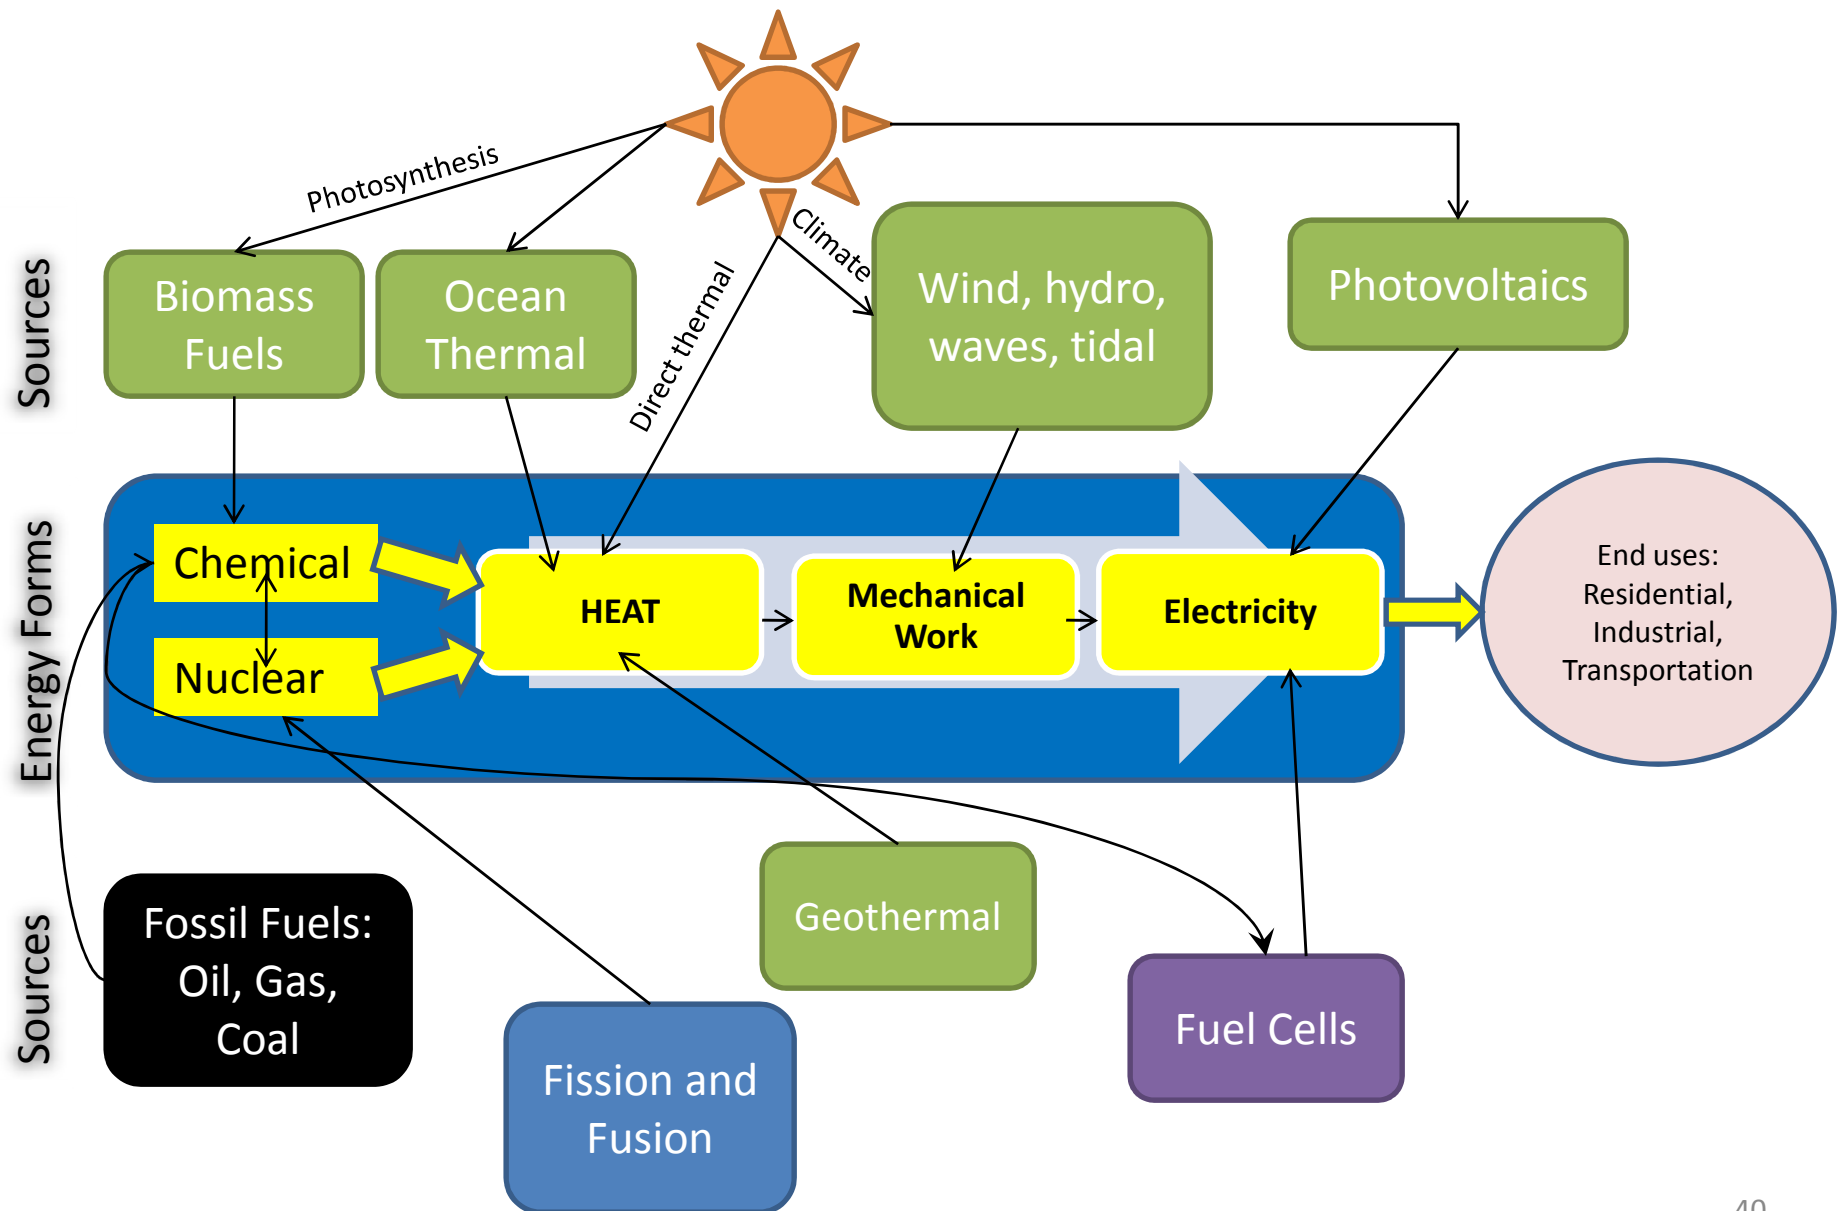 Photosynthesis
Climate
Direct thermal
Sources
Biomass
Fuels
Ocean
Thermal
Wind, hydro,
waves, tidal
Photovoltaics
Energy Forms
Chemical
Nuclear
HEAT
Mechanical
Work
Electricity
End uses:
Residential,
Industrial,
Transportation
Sources
Fossil Fuels:
Oil, Gas,
Coal
Fission and
Fusion
Geothermal
Fuel Cells
40